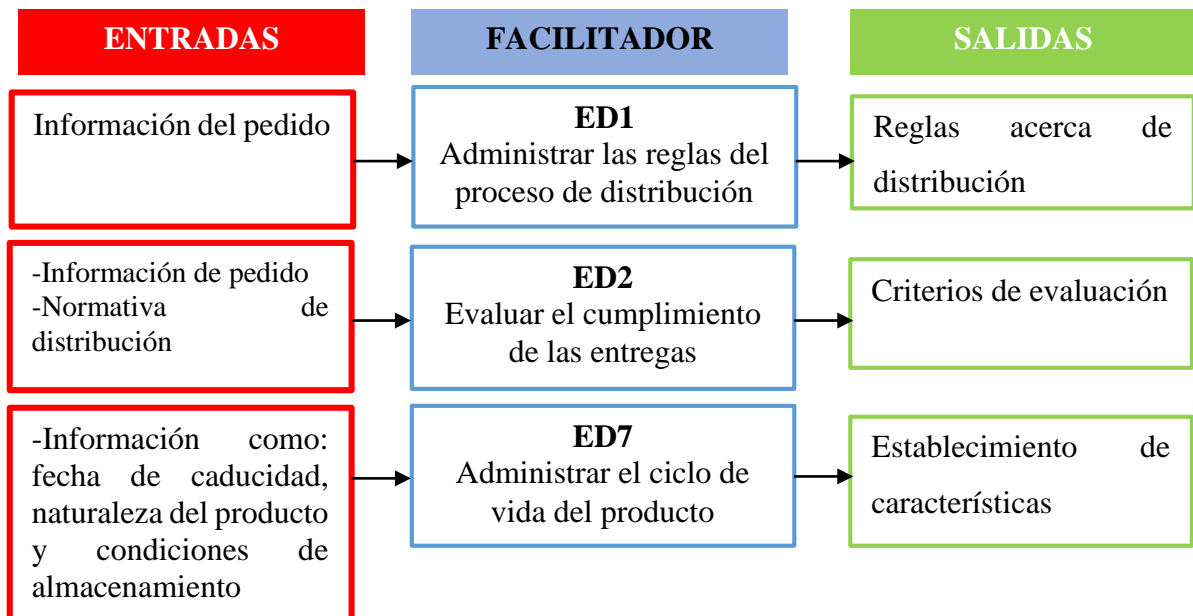 ENTRADAS
FACILITADOR
SALIDAS
Información del pedido
ED1
Administrar las reglas del
proceso de distribución
Reglas acerca de
distribución
-Información de pedido
-Normativa de
distribución
ED2
Evaluar el cumplimiento
de las entregas
Criterios de evaluación
-Información como:
fecha de caducidad,
naturaleza del producto
y condiciones de
almacenamiento
ED7
Administrar el ciclo de
vida del producto
Establecimiento de
características